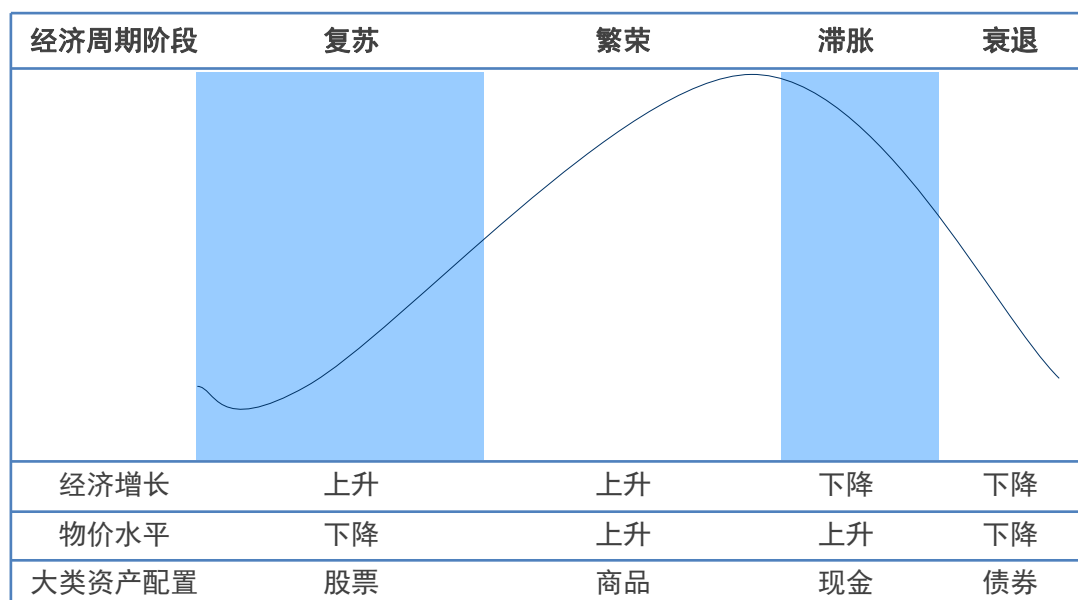 经济周期阶段 复苏 繁荣 滞胀 衰退
经济增长 上升 上升 下降 下降
物价水平 下降 上升 上升 下降
大类资产配置 股票 商品 现金 债券